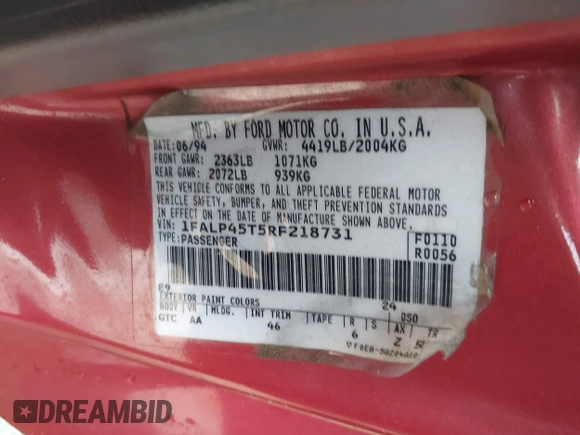 MFD. BY FORD MOTOR CO. IN U.S.A.
DATE: 06/94 GVWR: 4419LB/2004KG
FRONT GAWR: 2363LB 1071KG
REAR GAWR: 2072LB 939KG
THIS VEHICLE CONFORMS TO ALL APPLICABLE FEDERAL MOTOR
VEHICLE SAFETY, BUMPER, AND THEFT PREVENTION STANDARDS
IN EFFECT ON THE DATE OF MANUFACTURE SHOWN ABOVE.
VIN: 1FALP45T5RF218731
TYPE: PASSENGER
F0110
R0056
E9 24
EXTERIOR PAINT COLORS DSO
BODY VR MLDG. INT TRIM TAPE R S AX TR
GTC AA 46 6 Z
DREAMBID